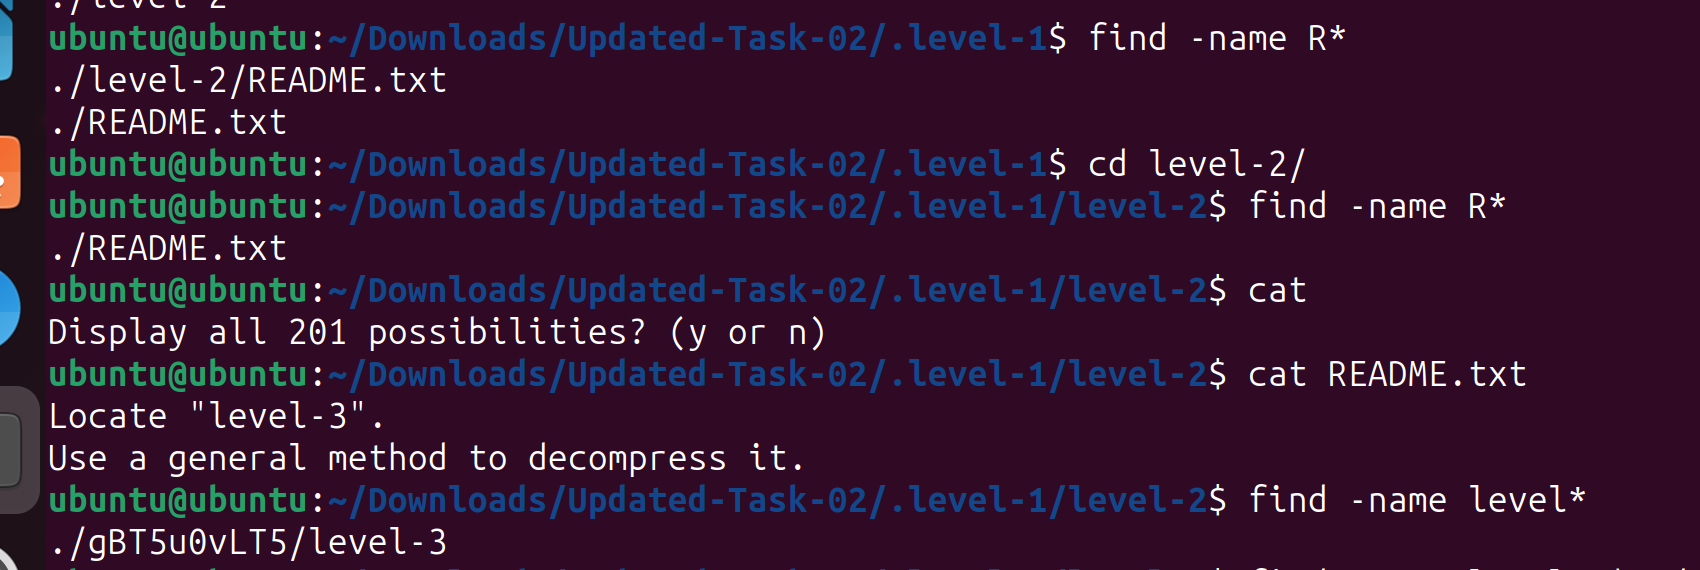 ./level-2
ubuntu@ubuntu:~/Downloads/Updated-Task-02/.level-1$ find -name R*
./level-2/README.txt
./README.txt
ubuntu@ubuntu:~/Downloads/Updated-Task-02/.level-1$ cd level-2/
ubuntu@ubuntu:~/Downloads/Updated-Task-02/.level-1/level-2$ find -name R*
./README.txt
ubuntu@ubuntu:~/Downloads/Updated-Task-02/.level-1/level-2$ cat
Display all 201 possibilities? (y or n)
ubuntu@ubuntu:~/Downloads/Updated-Task-02/.level-1/level-2$ cat README.txt
Locate "level-3".
Use a general method to decompress it.
ubuntu@ubuntu:~/Downloads/Updated-Task-02/.level-1/level-2$ find -name level*
./gBT5u0vLT5/level-3